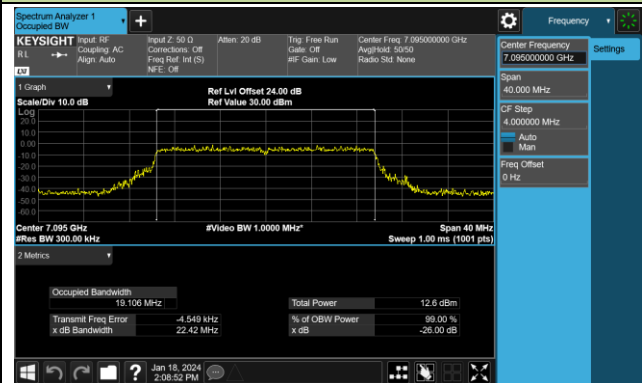 Spectrum Analyzer 1
Occupied BW
Frequency
KEYSIGHT
RL
Input: RF
Coupling: AC
Align: Auto
Input Z: 50 Ω
Corrections: Off
Freq Ref: Int (S)
NFE: Off
Atten: 20 dB
Trig: Free Run
Gate: Off
#IF Gain: Low
Center Freq: 7.095000000 GHz
Avg|Hold: 50/50
Radio Std: None
Center Frequency
7.095000000 GHz
Settings
Span
40.000 MHz
CF Step
4.000000 MHz
Auto
Man
Freq Offset
0 Hz
1 Graph
Scale/Div 10.0 dB
Ref Lvl Offset 24.00 dB
Ref Value 30.00 dBm
Log
20.0
10.0
0.00
-10.0
-20.0
-30.0
-40.0
-50.0
-60.0
Center 7.095 GHz
#Video BW 1.0000 MHz*
Span 40 MHz
#Res BW 300.00 kHz
Sweep 1.00 ms (1001 pts)
2 Metrics
Occupied Bandwidth
19.106 MHz
Total Power 12.6 dBm
Transmit Freq Error -4.549 kHz
% of OBW Power 99.00 %
x dB Bandwidth 22.42 MHz
x dB -26.00 dB
?
Jan 18, 2024
2:08:52 PM